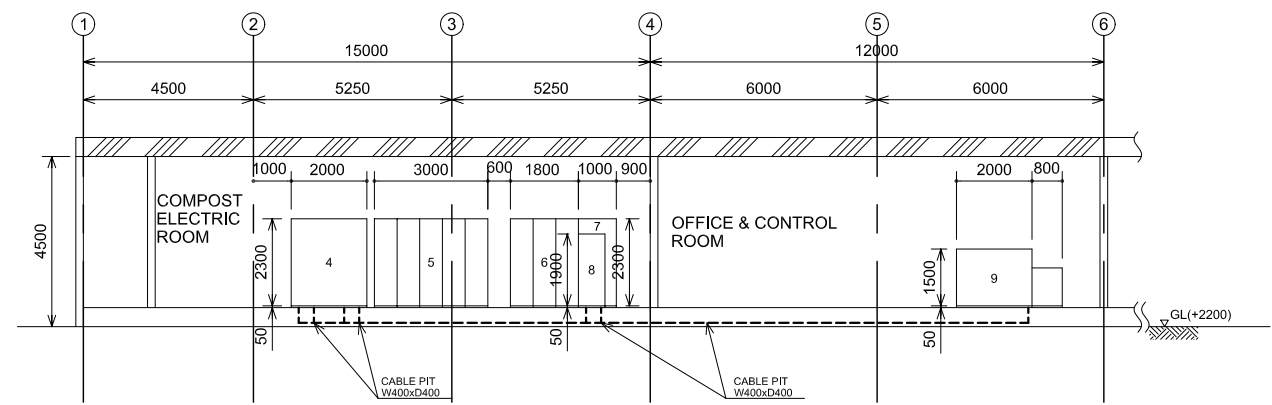 1 2 3 4 5 6
15000 12000
4500 5250 5250 6000 6000
1000 2000 3000 600 1800 1000 900 2000 800
COMPOST
ELECTRIC
ROOM
OFFICE & CONTROL
ROOM
4500 2300 4 5 6 1900 7 8 2300 1500 9
50 50 50
GL(+2200)
CABLE PIT
W400xD400
CABLE PIT
W400xD400